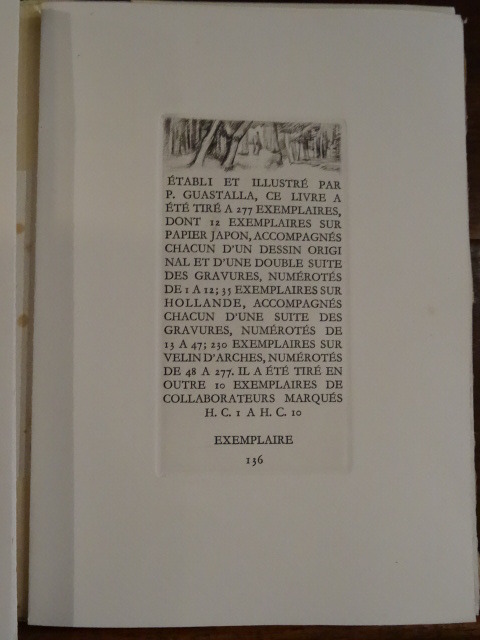 ÉTABLI ET ILLUSTRÉ PAR
P. GUASTALLA, CE LIVRE A
ÉTÉ TIRÉ A 277 EXEMPLAIRES,
DONT 12 EXEMPLAIRES SUR
PAPIER JAPON, ACCOMPAGNÉS
CHACUN D'UN DESSIN ORIGI
NAL ET D'UNE DOUBLE SUITE
DES GRAVURES, NUMÉROTÉS
DE 1 A 12; 35 EXEMPLAIRES SUR
HOLLANDE, ACCOMPAGNÉS
CHACUN D'UNE SUITE DES
GRAVURES, NUMÉROTÉS DE
13 A 47; 230 EXEMPLAIRES SUR
VELIN D'ARCHES, NUMÉROTÉS
DE 48 A 277. IL A ÉTÉ TIRÉ EN
OUTRE 10 EXEMPLAIRES DE
COLLABORATEURS MARQUÉS
H. C. 1 A H. C. 10
EXEMPLAIRE
136